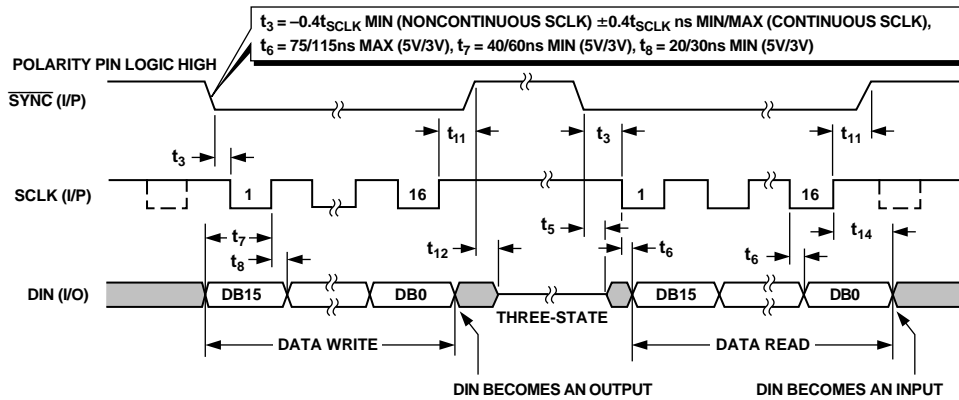 t3 = –0.4tSCLK MIN (NONCONTINUOUS SCLK) ±0.4tSCLK ns MIN/MAX (CONTINUOUS SCLK),
t6 = 75/115ns MAX (5V/3V), t7 = 40/60ns MIN (5V/3V), t8 = 20/30ns MIN (5V/3V)
POLARITY PIN LOGIC HIGH
SYNC (I/P)
t3
t11
t3
t11
SCLK (I/P)
1
16
1
16
t7
t8
t12
t5
t6
t6
t14
DIN (I/O)
DB15
DB0
DB15
DB0
THREE-STATE
DATA WRITE
DATA READ
DIN BECOMES AN OUTPUT
DIN BECOMES AN INPUT